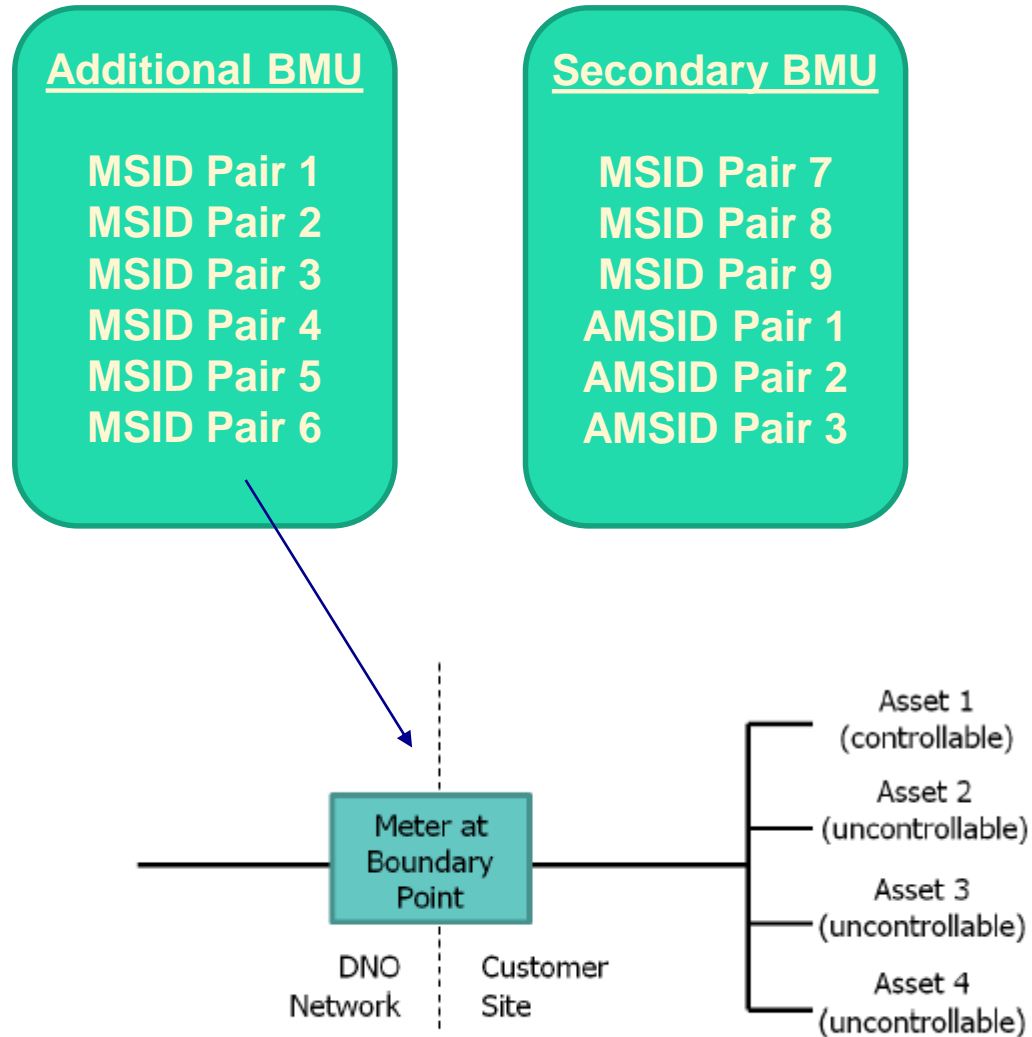 Additional BMU
MSID Pair 1
MSID Pair 2
MSID Pair 3
MSID Pair 4
MSID Pair 5
MSID Pair 6
Secondary BMU
MSID Pair 7
MSID Pair 8
MSID Pair 9
AMSID Pair 1
AMSID Pair 2
AMSID Pair 3
Meter at
Boundary
Point
DNO
Network
Customer
Site
Asset 1
(controllable)
Asset 2
(uncontrollable)
Asset 3
(uncontrollable)
Asset 4
(uncontrollable)